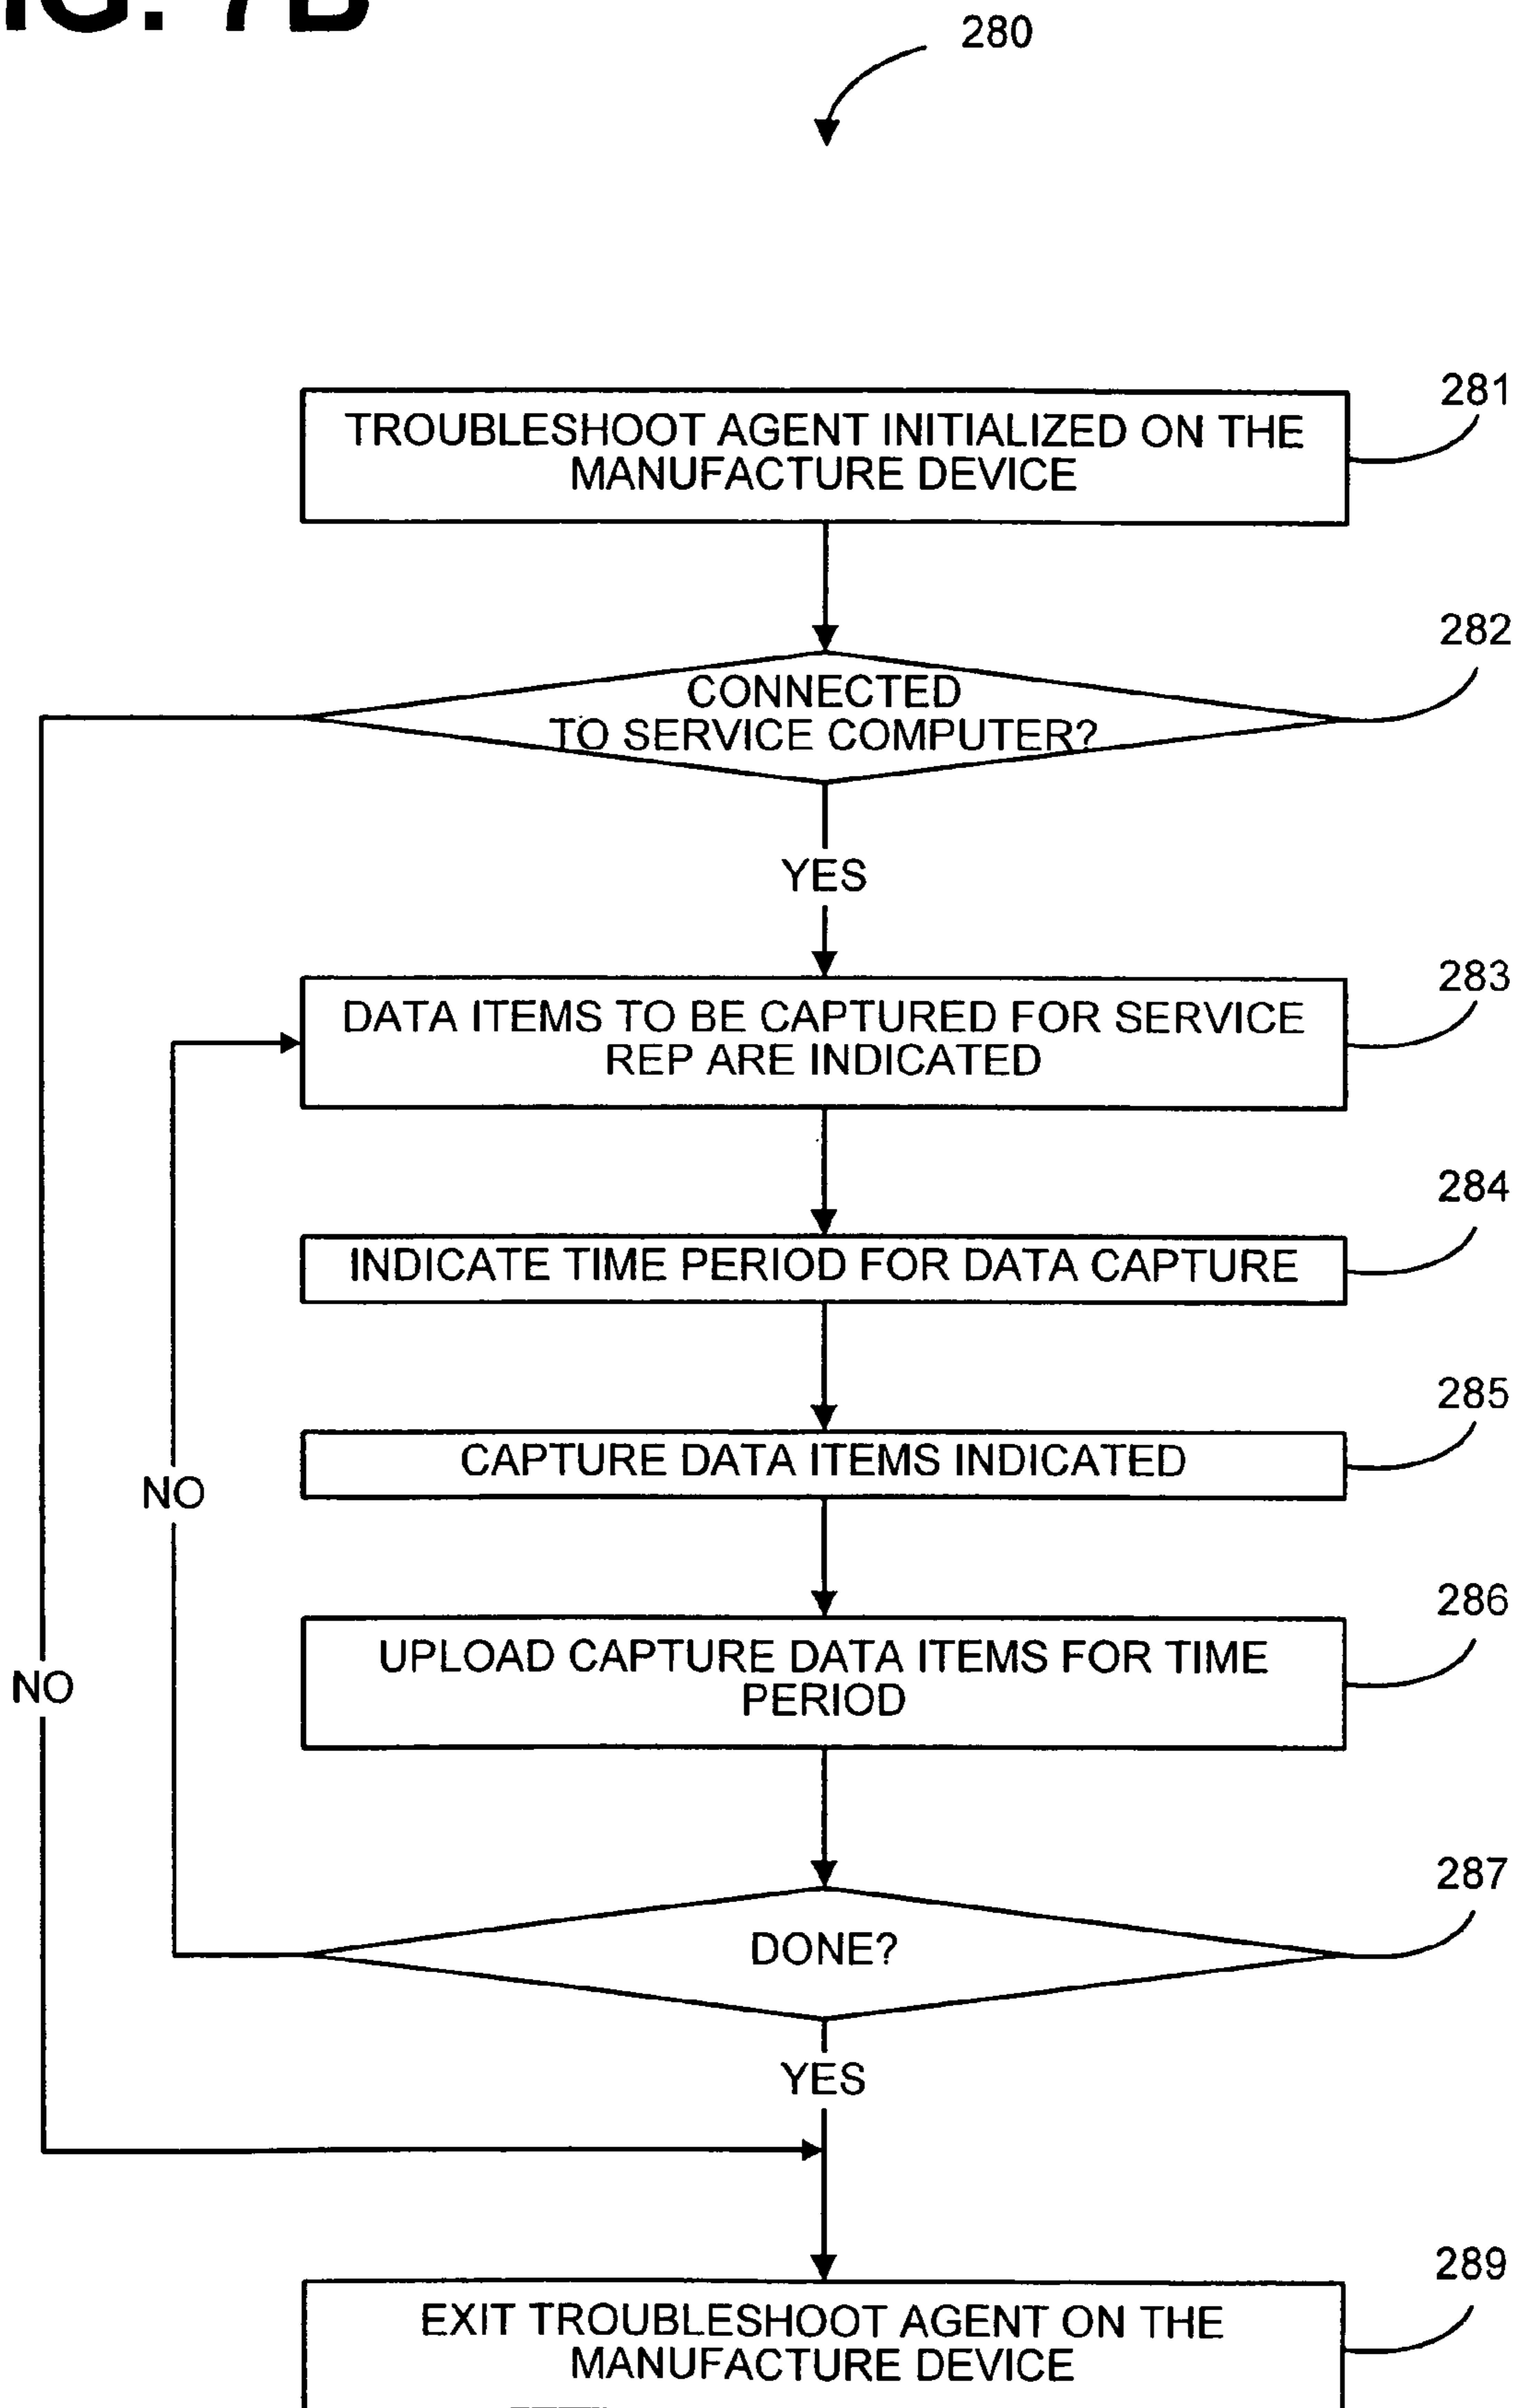 FIG. 7B
280
281
TROUBLESHOOT AGENT INITIALIZED ON THE
MANUFACTURE DEVICE
282
CONNECTED
TO SERVICE COMPUTER?
YES
283
DATA ITEMS TO BE CAPTURED FOR SERVICE
REP ARE INDICATED
284
INDICATE TIME PERIOD FOR DATA CAPTURE
285
CAPTURE DATA ITEMS INDICATED
NO
286
UPLOAD CAPTURE DATA ITEMS FOR TIME
PERIOD
NO
287
DONE?
YES
289
EXIT TROUBLESHOOT AGENT ON THE
MANUFACTURE DEVICE